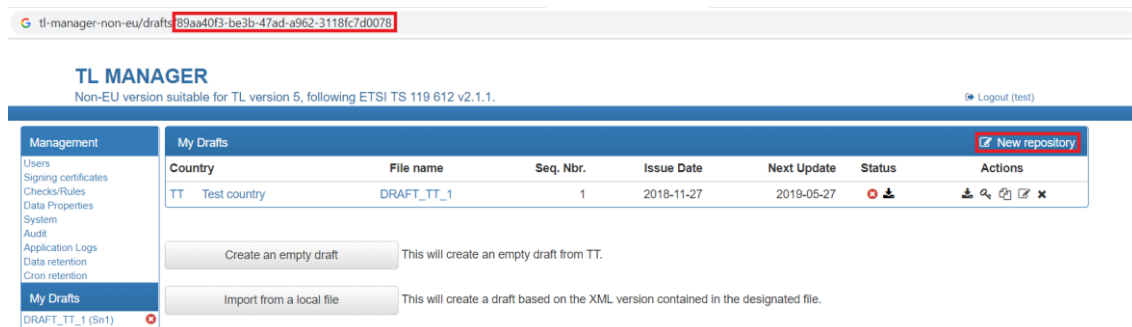 tl-manager-non-eu/drafts/89aa40f3-be3b-47ad-a962-3118fc7d0078
TL MANAGER
Non-EU version suitable for TL version 5, following ETSI TS 119 612 v2.1.1.
Logout (test)
Management
Users
Signing certificates
Checks/Rules
Data Properties
System
Audit
Application Logs
Data retention
Cron retention
My Drafts
DRAFT_TT_1 (Sn1)
My Drafts New repository
Country File name Seq. Nbr. Issue Date Next Update Status Actions
TT Test country DRAFT_TT_1 1 2018-11-27 2019-05-27
Create an empty draft This will create an empty draft from TT.
Import from a local file This will create a draft based on the XML version contained in the designated file.